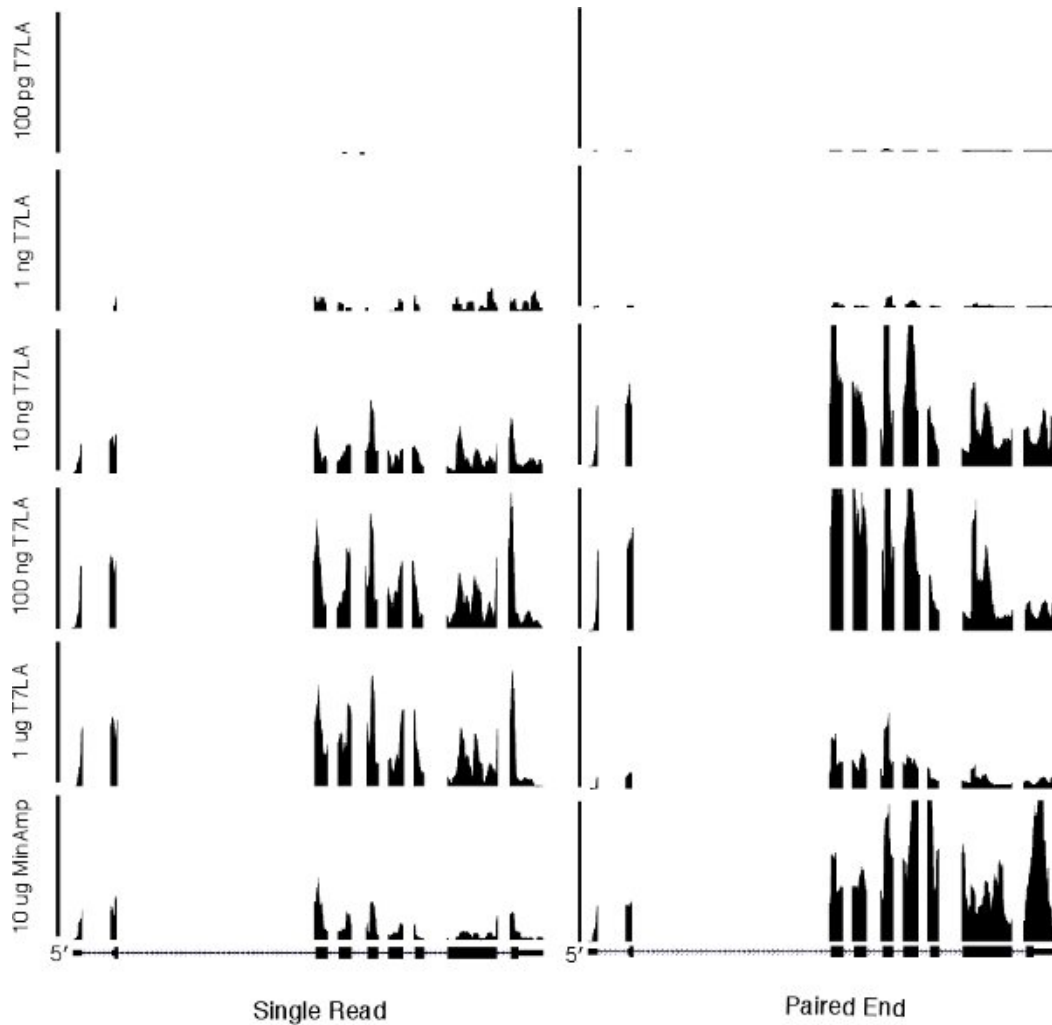 100 pg T7LA
1 ng T7LA
10 ng T7LA
100 ng T7LA
1 ug T7LA
10 ug MinAmp
5′
5′
Single Read
Paired End